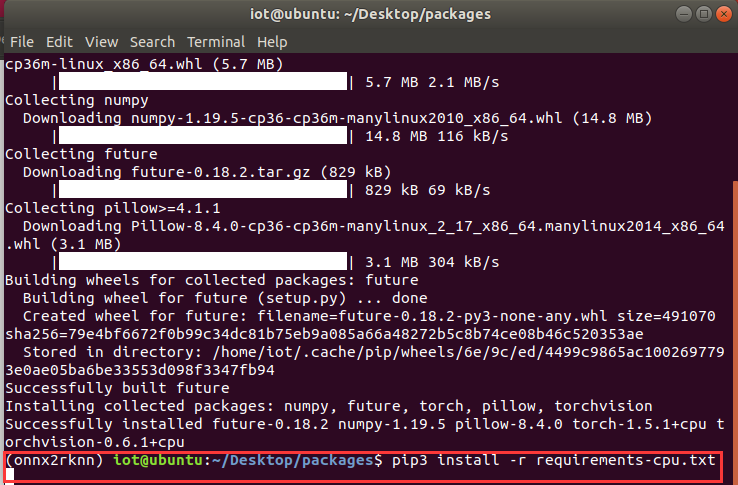 iot@ubuntu: ~/Desktop/packages
File Edit View Search Terminal Help
cp36m-linux_x86_64.whl (5.7 MB)
| | 5.7 MB 2.1 MB/s
Collecting numpy
Downloading numpy-1.19.5-cp36-cp36m-manylinux2010_x86_64.whl (14.8 MB)
| | 14.8 MB 116 kB/s
Collecting future
Downloading future-0.18.2.tar.gz (829 kB)
| | 829 kB 69 kB/s
Collecting pillow>=4.1.1
Downloading Pillow-8.4.0-cp36-cp36m-manylinux_2_17_x86_64.manylinux2014_x86_64
.whl (3.1 MB)
| | 3.1 MB 304 kB/s
Building wheels for collected packages: future
Building wheel for future (setup.py) ... done
Created wheel for future: filename=future-0.18.2-py3-none-any.whl size=491070
sha256=79e4bf6672f0b99c34dc81b75eb9a085a66a48272b5c8b74ce08b46c520353ae
Stored in directory: /home/iot/.cache/pip/wheels/6e/9c/ed/4499c9865ac100269779
3e0ae05ba6be33553d098f3347fb94
Successfully built future
Installing collected packages: numpy, future, torch, pillow, torchvision
Successfully installed future-0.18.2 numpy-1.19.5 pillow-8.4.0 torch-1.5.1+cpu t
orchvision-0.6.1+cpu
(onnx2rknn) iot@ubuntu:~/Desktop/packages$ pip3 install -r requirements-cpu.txt